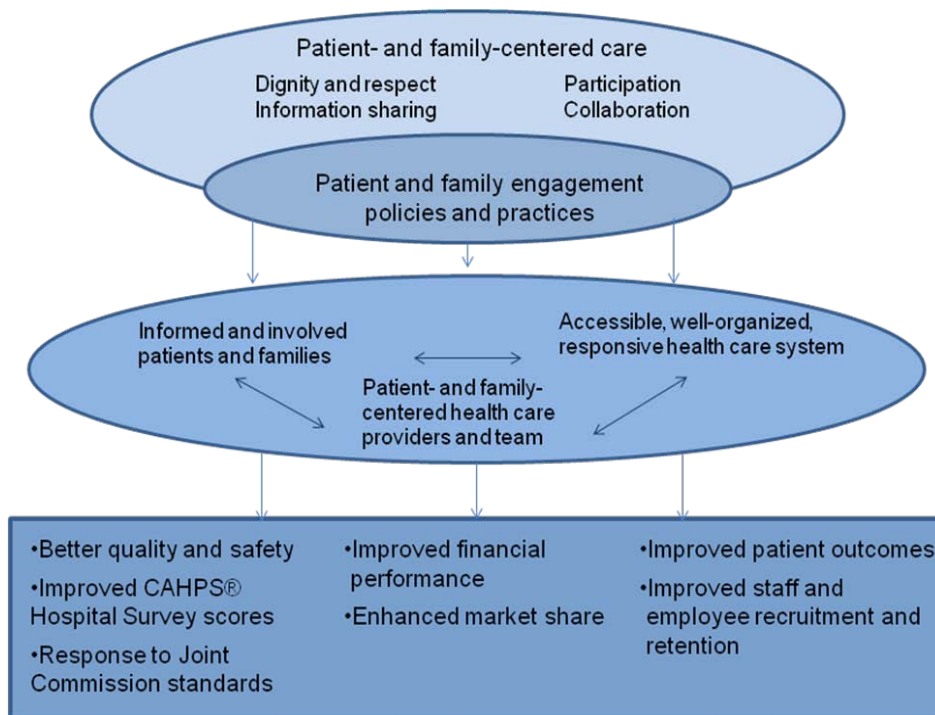 Patient- and family-centered care
Dignity and respect
Information sharing
Participation
Collaboration
Patient and family engagement
policies and practices
Informed and involved
patients and families
Accessible, well-organized,
responsive health care system
Patient- and family-
centered health care
providers and team
•Better quality and safety
•Improved CAHPS®
Hospital Survey scores
•Response to Joint
Commission standards
•Improved financial
performance
•Enhanced market share
•Improved patient outcomes
•Improved staff and
employee recruitment and
retention